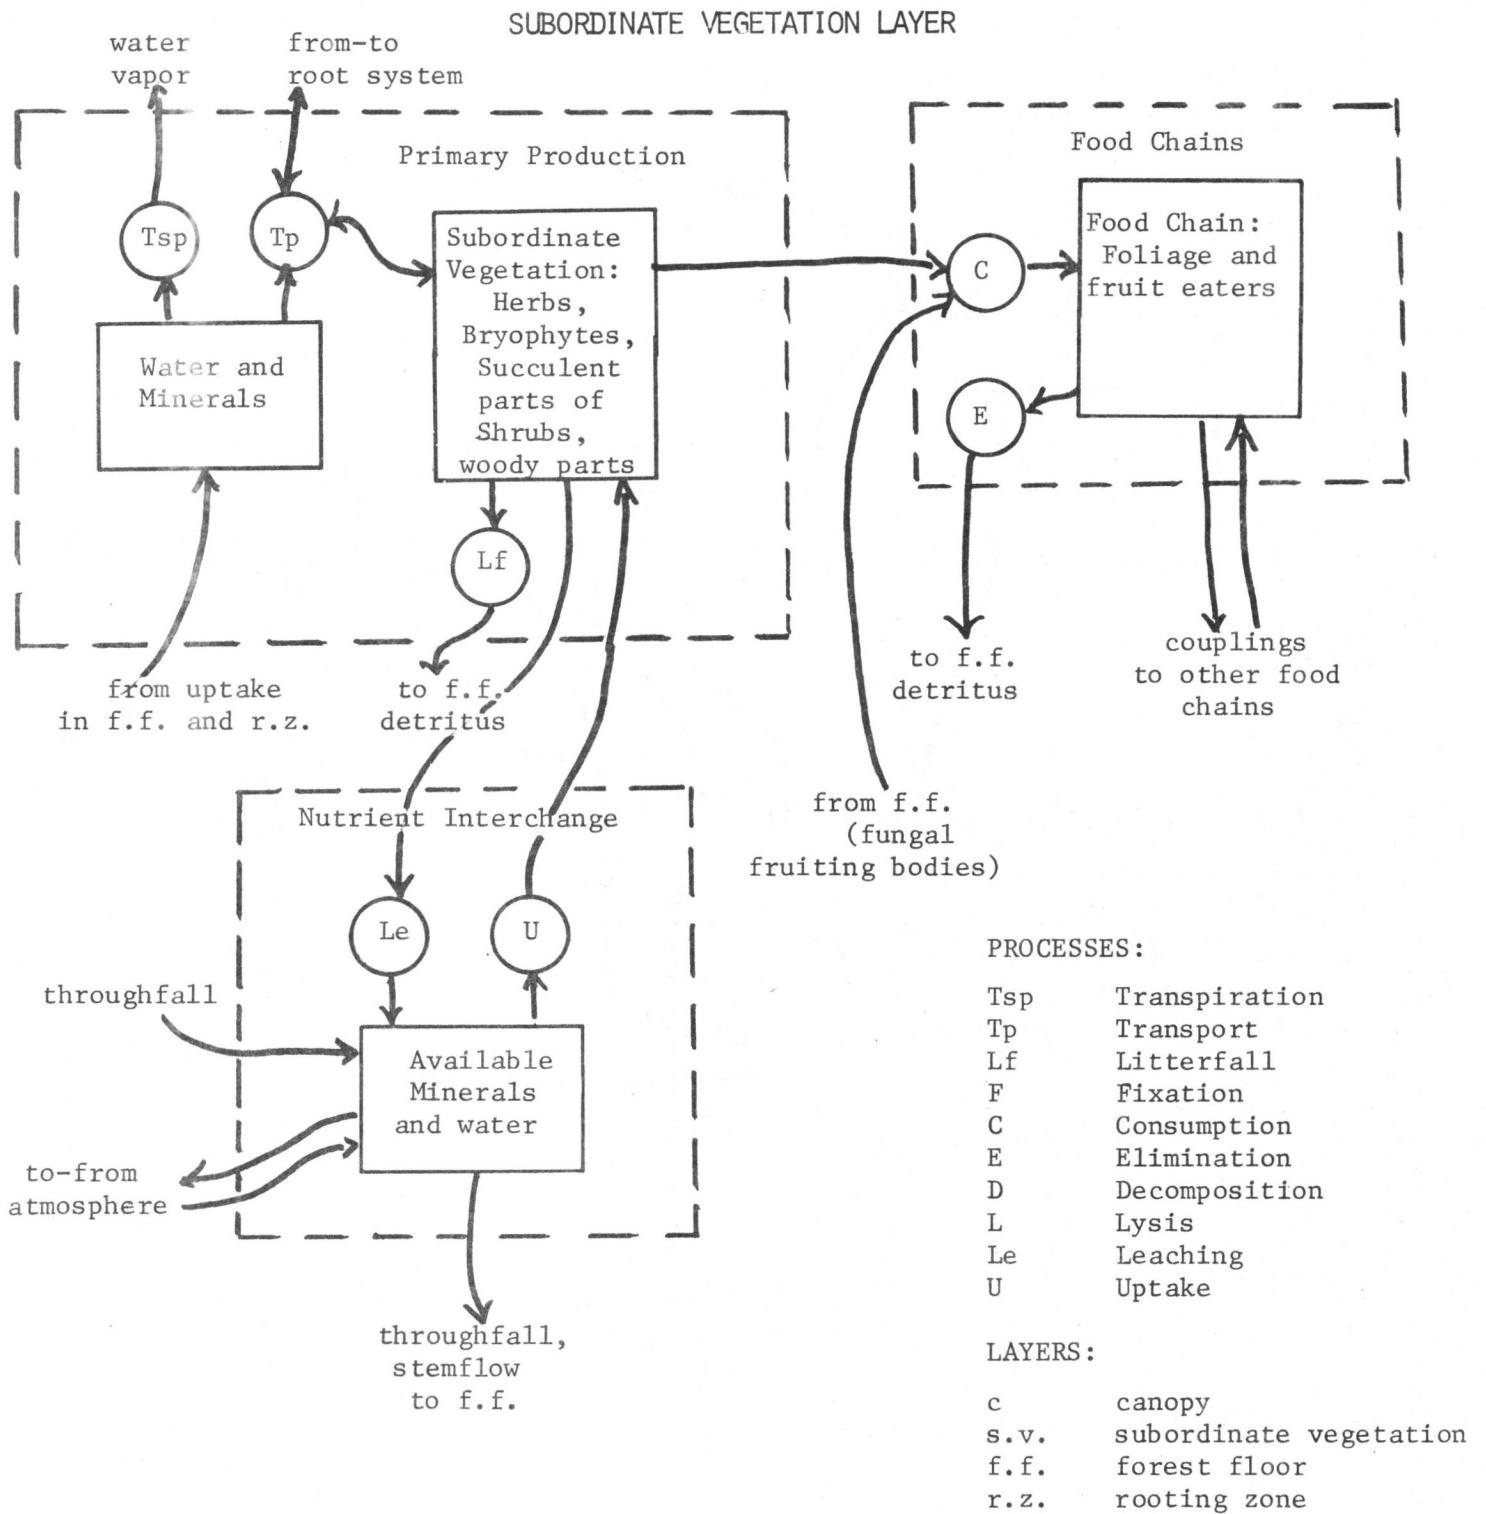 SUBORDINATE VEGETATION LAYER
water
vapor
from-to
root system
Primary Production
Tsp
Tp
Subordinate
Vegetation:
Herbs,
Bryophytes,
Succulent
parts of
Shrubs,
woody parts
Water and
Minerals
Lf
from uptake
in f.f. and r.z.
to f.f.
detritus
Food Chains
C
Food Chain:
Foliage and
fruit eaters
E
to f.f.
detritus
couplings
to other food
chains
from f.f.
(fungal
fruiting bodies)
Nutrient Interchange
Le
U
throughfall
Available
Minerals
and water
to-from
atmosphere
throughfall,
stemflow
to f.f.
PROCESSES:
Tsp Transpiration
Tp Transport
Lf Litterfall
F Fixation
C Consumption
E Elimination
D Decomposition
L Lysis
Le Leaching
U Uptake
LAYERS:
c canopy
s.v. subordinate vegetation
f.f. forest floor
r.z. rooting zone